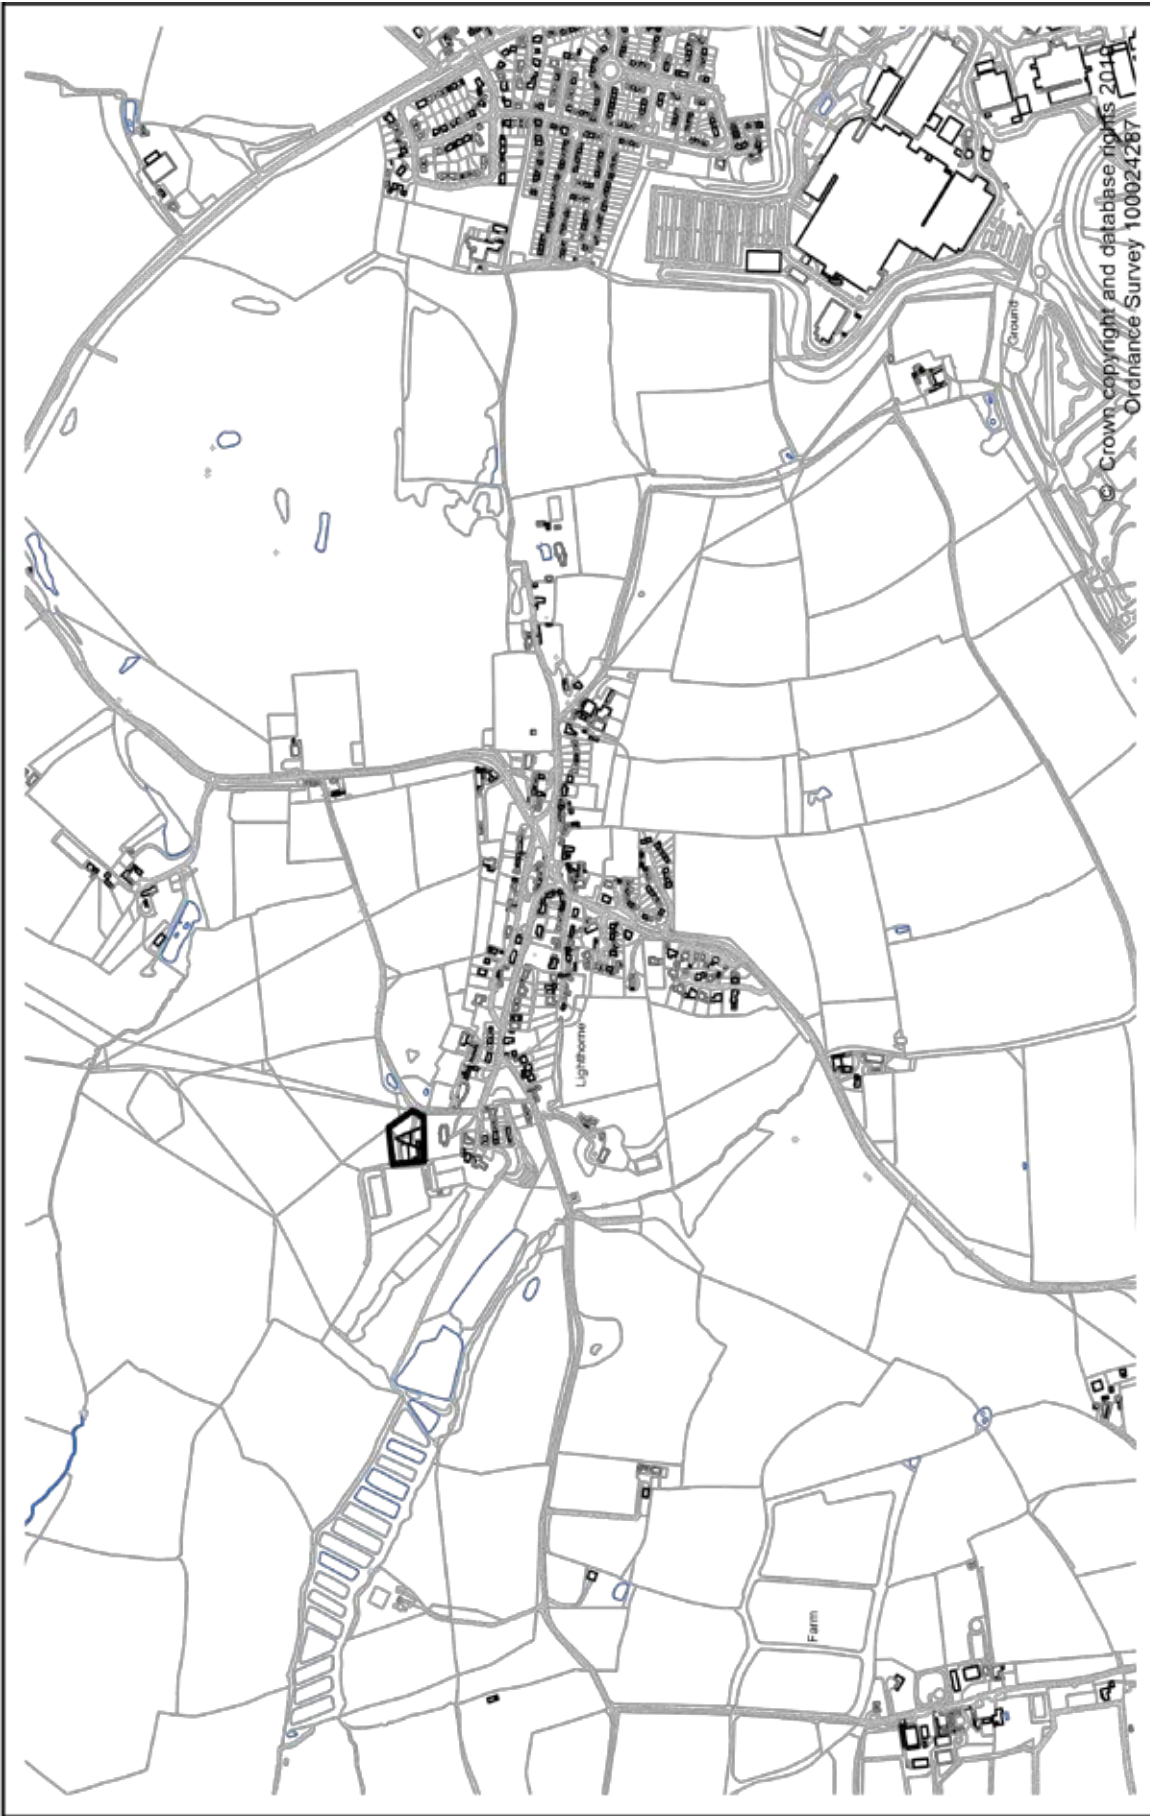 © Crown copyright and database rights 2019
Ordnance Survey 100024287
Ground
Lighthorne
Farm